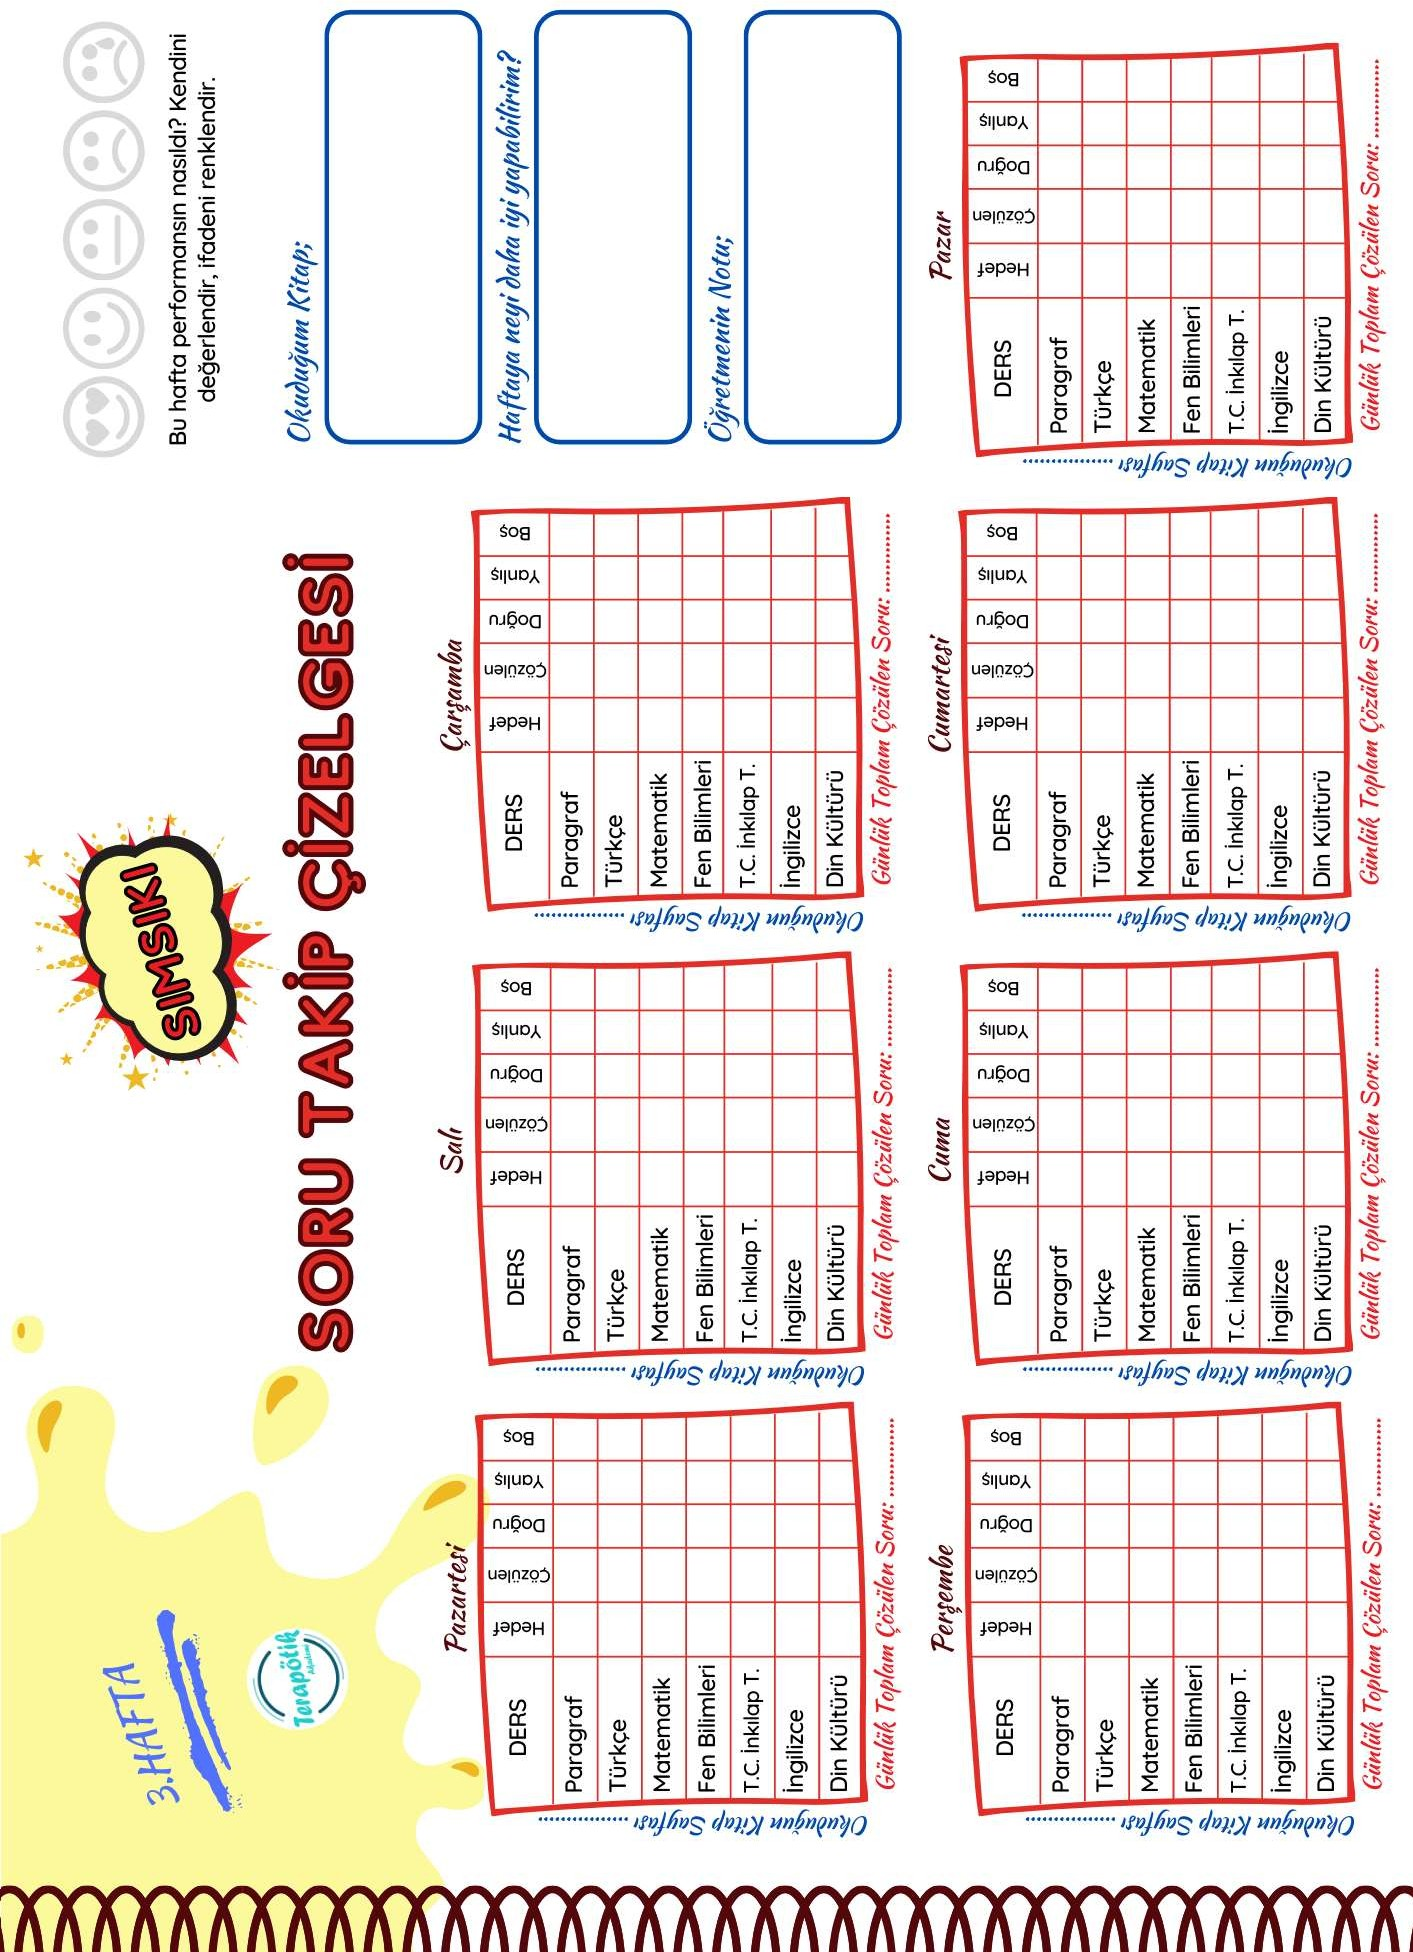 3.HAFTA
Terapötik
Akademi
SIMSIKI
SORU TAKİP ÇİZELGESİ
Bu hafta performansın nasıldı? Kendini
değerlendir, ifadeni renklendir.
Okuduğum Kitap;
Haftaya neyi daha iyi yapabilirim?
Öğretmenin Notu;
Pazartesi
DERS Hedef Çözülen Doğru Yanlış Boş
Paragraf
Türkçe
Matematik
Fen Bilimleri
T.C. İnkılap T.
İngilizce
Din Kültürü
Okuduğun Kitap Sayfası ..................
Günlük Toplam Çözülen Soru: ..............
Salı
DERS Hedef Çözülen Doğru Yanlış Boş
Paragraf
Türkçe
Matematik
Fen Bilimleri
T.C. İnkılap T.
İngilizce
Din Kültürü
Okuduğun Kitap Sayfası ..................
Günlük Toplam Çözülen Soru: ..............
Çarşamba
DERS Hedef Çözülen Doğru Yanlış Boş
Paragraf
Türkçe
Matematik
Fen Bilimleri
T.C. İnkılap T.
İngilizce
Din Kültürü
Okuduğun Kitap Sayfası ..................
Günlük Toplam Çözülen Soru: ..............
Perşembe
DERS Hedef Çözülen Doğru Yanlış Boş
Paragraf
Türkçe
Matematik
Fen Bilimleri
T.C. İnkılap T.
İngilizce
Din Kültürü
Okuduğun Kitap Sayfası ..................
Günlük Toplam Çözülen Soru: ..............
Cuma
DERS Hedef Çözülen Doğru Yanlış Boş
Paragraf
Türkçe
Matematik
Fen Bilimleri
T.C. İnkılap T.
İngilizce
Din Kültürü
Okuduğun Kitap Sayfası ..................
Günlük Toplam Çözülen Soru: ..............
Cumartesi
DERS Hedef Çözülen Doğru Yanlış Boş
Paragraf
Türkçe
Matematik
Fen Bilimleri
T.C. İnkılap T.
İngilizce
Din Kültürü
Okuduğun Kitap Sayfası ..................
Günlük Toplam Çözülen Soru: ..............
Pazar
DERS Hedef Çözülen Doğru Yanlış Boş
Paragraf
Türkçe
Matematik
Fen Bilimleri
T.C. İnkılap T.
İngilizce
Din Kültürü
Okuduğun Kitap Sayfası ..................
Günlük Toplam Çözülen Soru: ..............